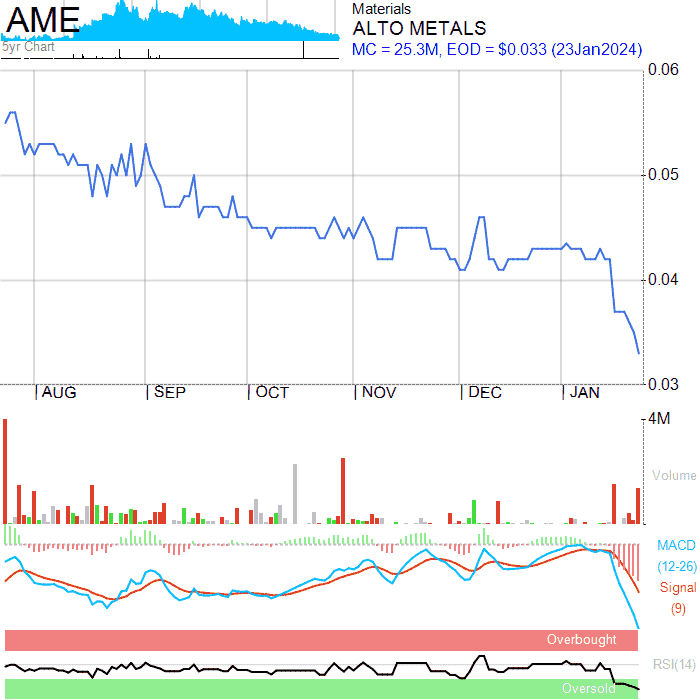 AME
5yr Chart
Materials
ALTO METALS
MC = 25.3M, EOD = $0.033 (23Jan2024)
0.06
0.05
0.04
0.03
AUG SEP OCT NOV DEC JAN
4M
Volume
MACD
(12-26)
Signal
(9)
Overbought
RSI(14)
Oversold